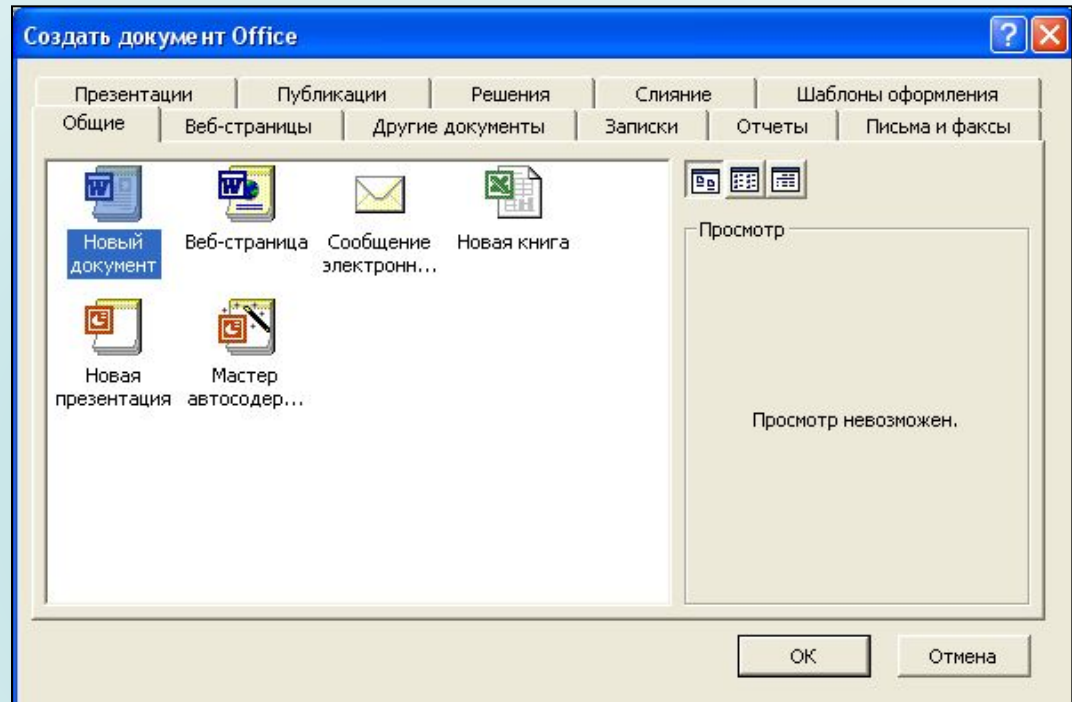 Создать документ Office
Презентации Публикации Решения Слияние Шаблоны оформления
Общие Веб-страницы Другие документы Записки Отчеты Письма и факсы
Новый Веб-страница Сообщение Новая книга
документ электронн...
Просмотр
Новая Мастер
презентация автосодер...
Просмотр невозможен.
ОК Отмена